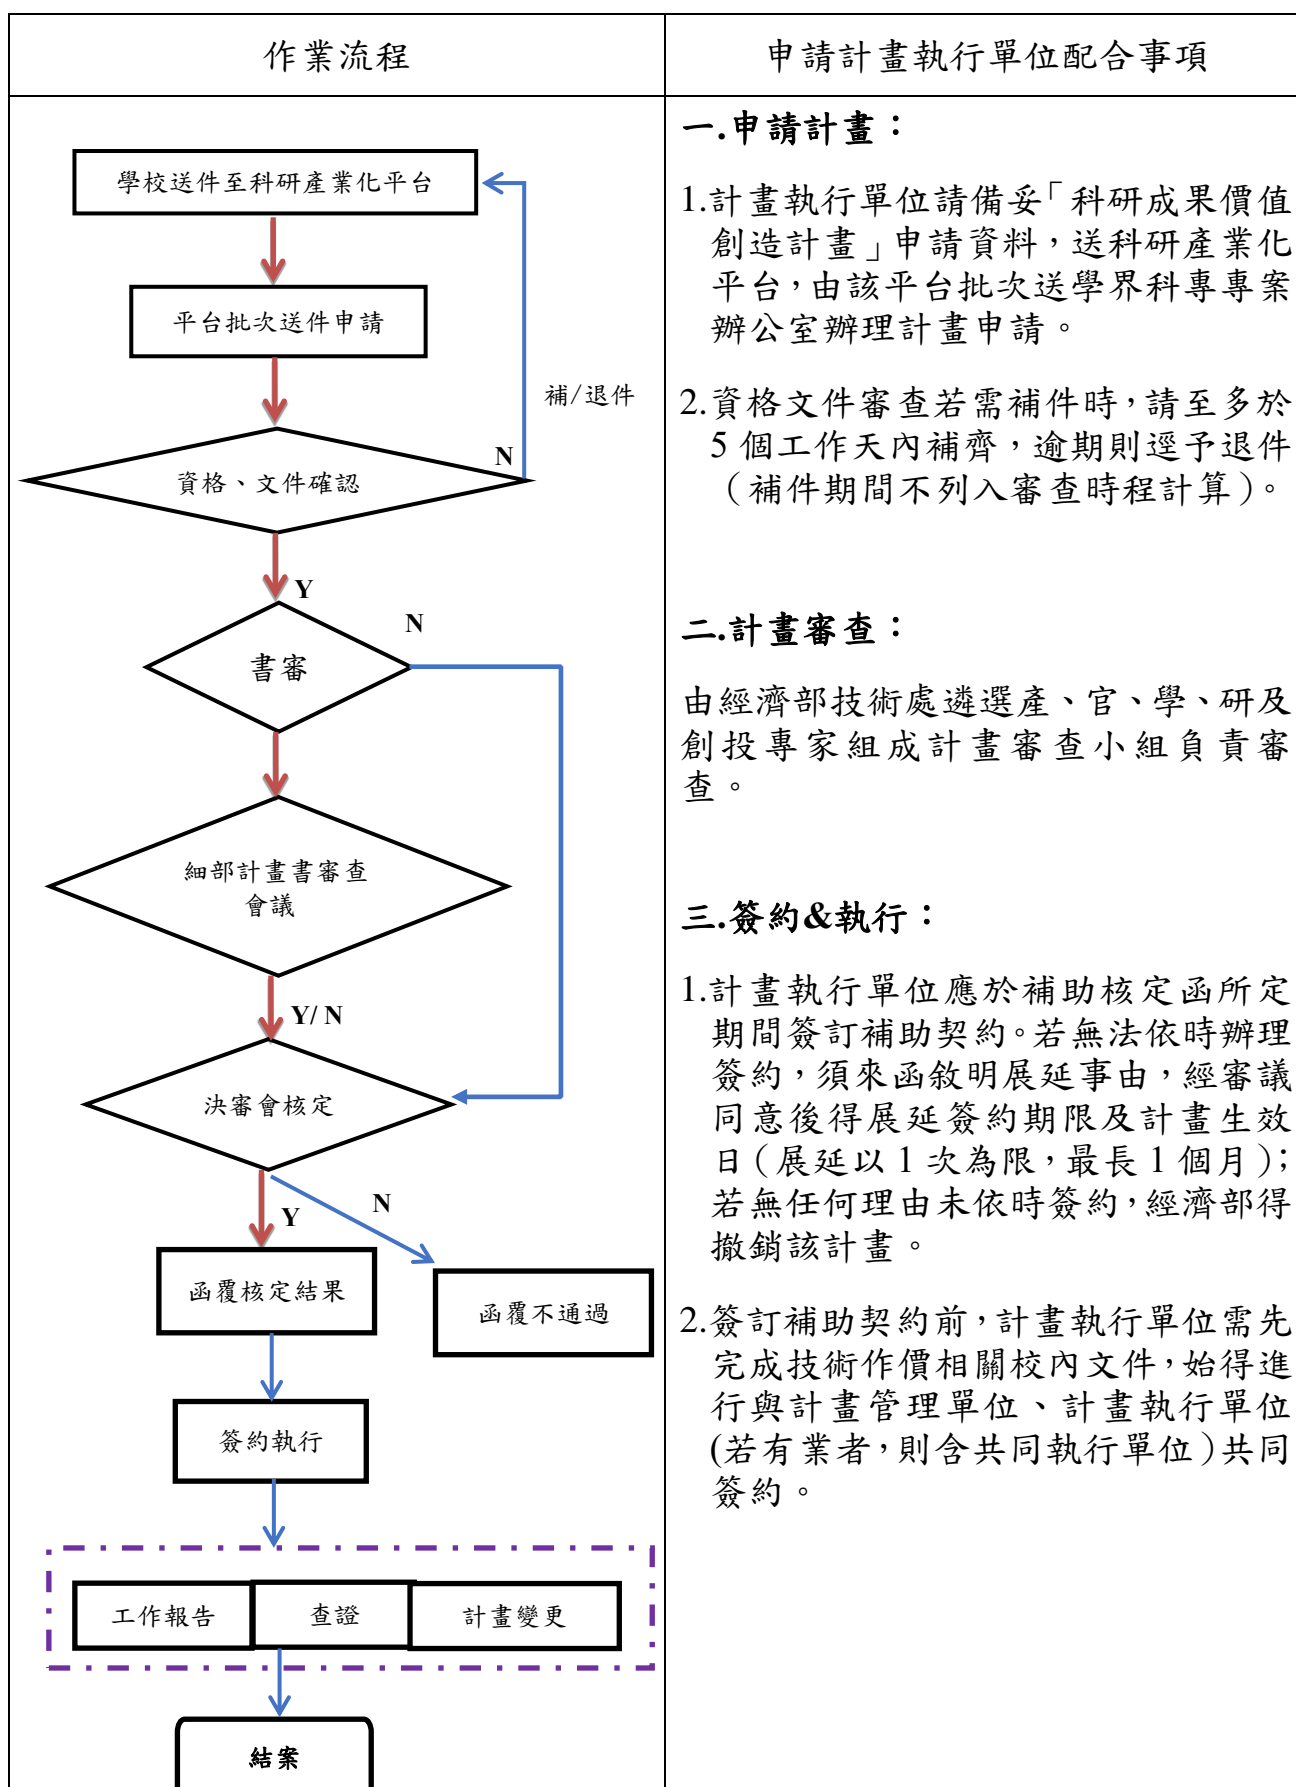 作業流程
申請計畫執行單位配合事項
學校送件至科研產業化平台
平台批次送件申請
補/退件
資格、文件確認
N
Y
書審
N
細部計畫書審查
會議
Y/ N
決審會核定
Y
N
函覆核定結果
函覆不通過
簽約執行
工作報告
查證
計畫變更
結案
一.申請計畫：
1.計畫執行單位請備妥「科研成果價值
創造計畫」申請資料，送科研產業化
平台，由該平台批次送學界科專專案
辦公室辦理計畫申請。
2.資格文件審查若需補件時，請至多於
5 個工作天內補齊，逾期則逕予退件
（補件期間不列入審查時程計算）。
二.計畫審查：
由經濟部技術處遴選產、官、學、研及
創投專家組成計畫審查小組負責審
查。
三.簽約&執行：
1.計畫執行單位應於補助核定函所定
期間簽訂補助契約。若無法依時辦理
簽約，須來函敘明展延事由，經審議
同意後得展延簽約期限及計畫生效
日（展延以 1 次為限，最長 1 個月）；
若無任何理由未依時簽約，經濟部得
撤銷該計畫。
2.簽訂補助契約前，計畫執行單位需先
完成技術作價相關校內文件，始得進
行與計畫管理單位、計畫執行單位
(若有業者，則含共同執行單位）共同
簽約。